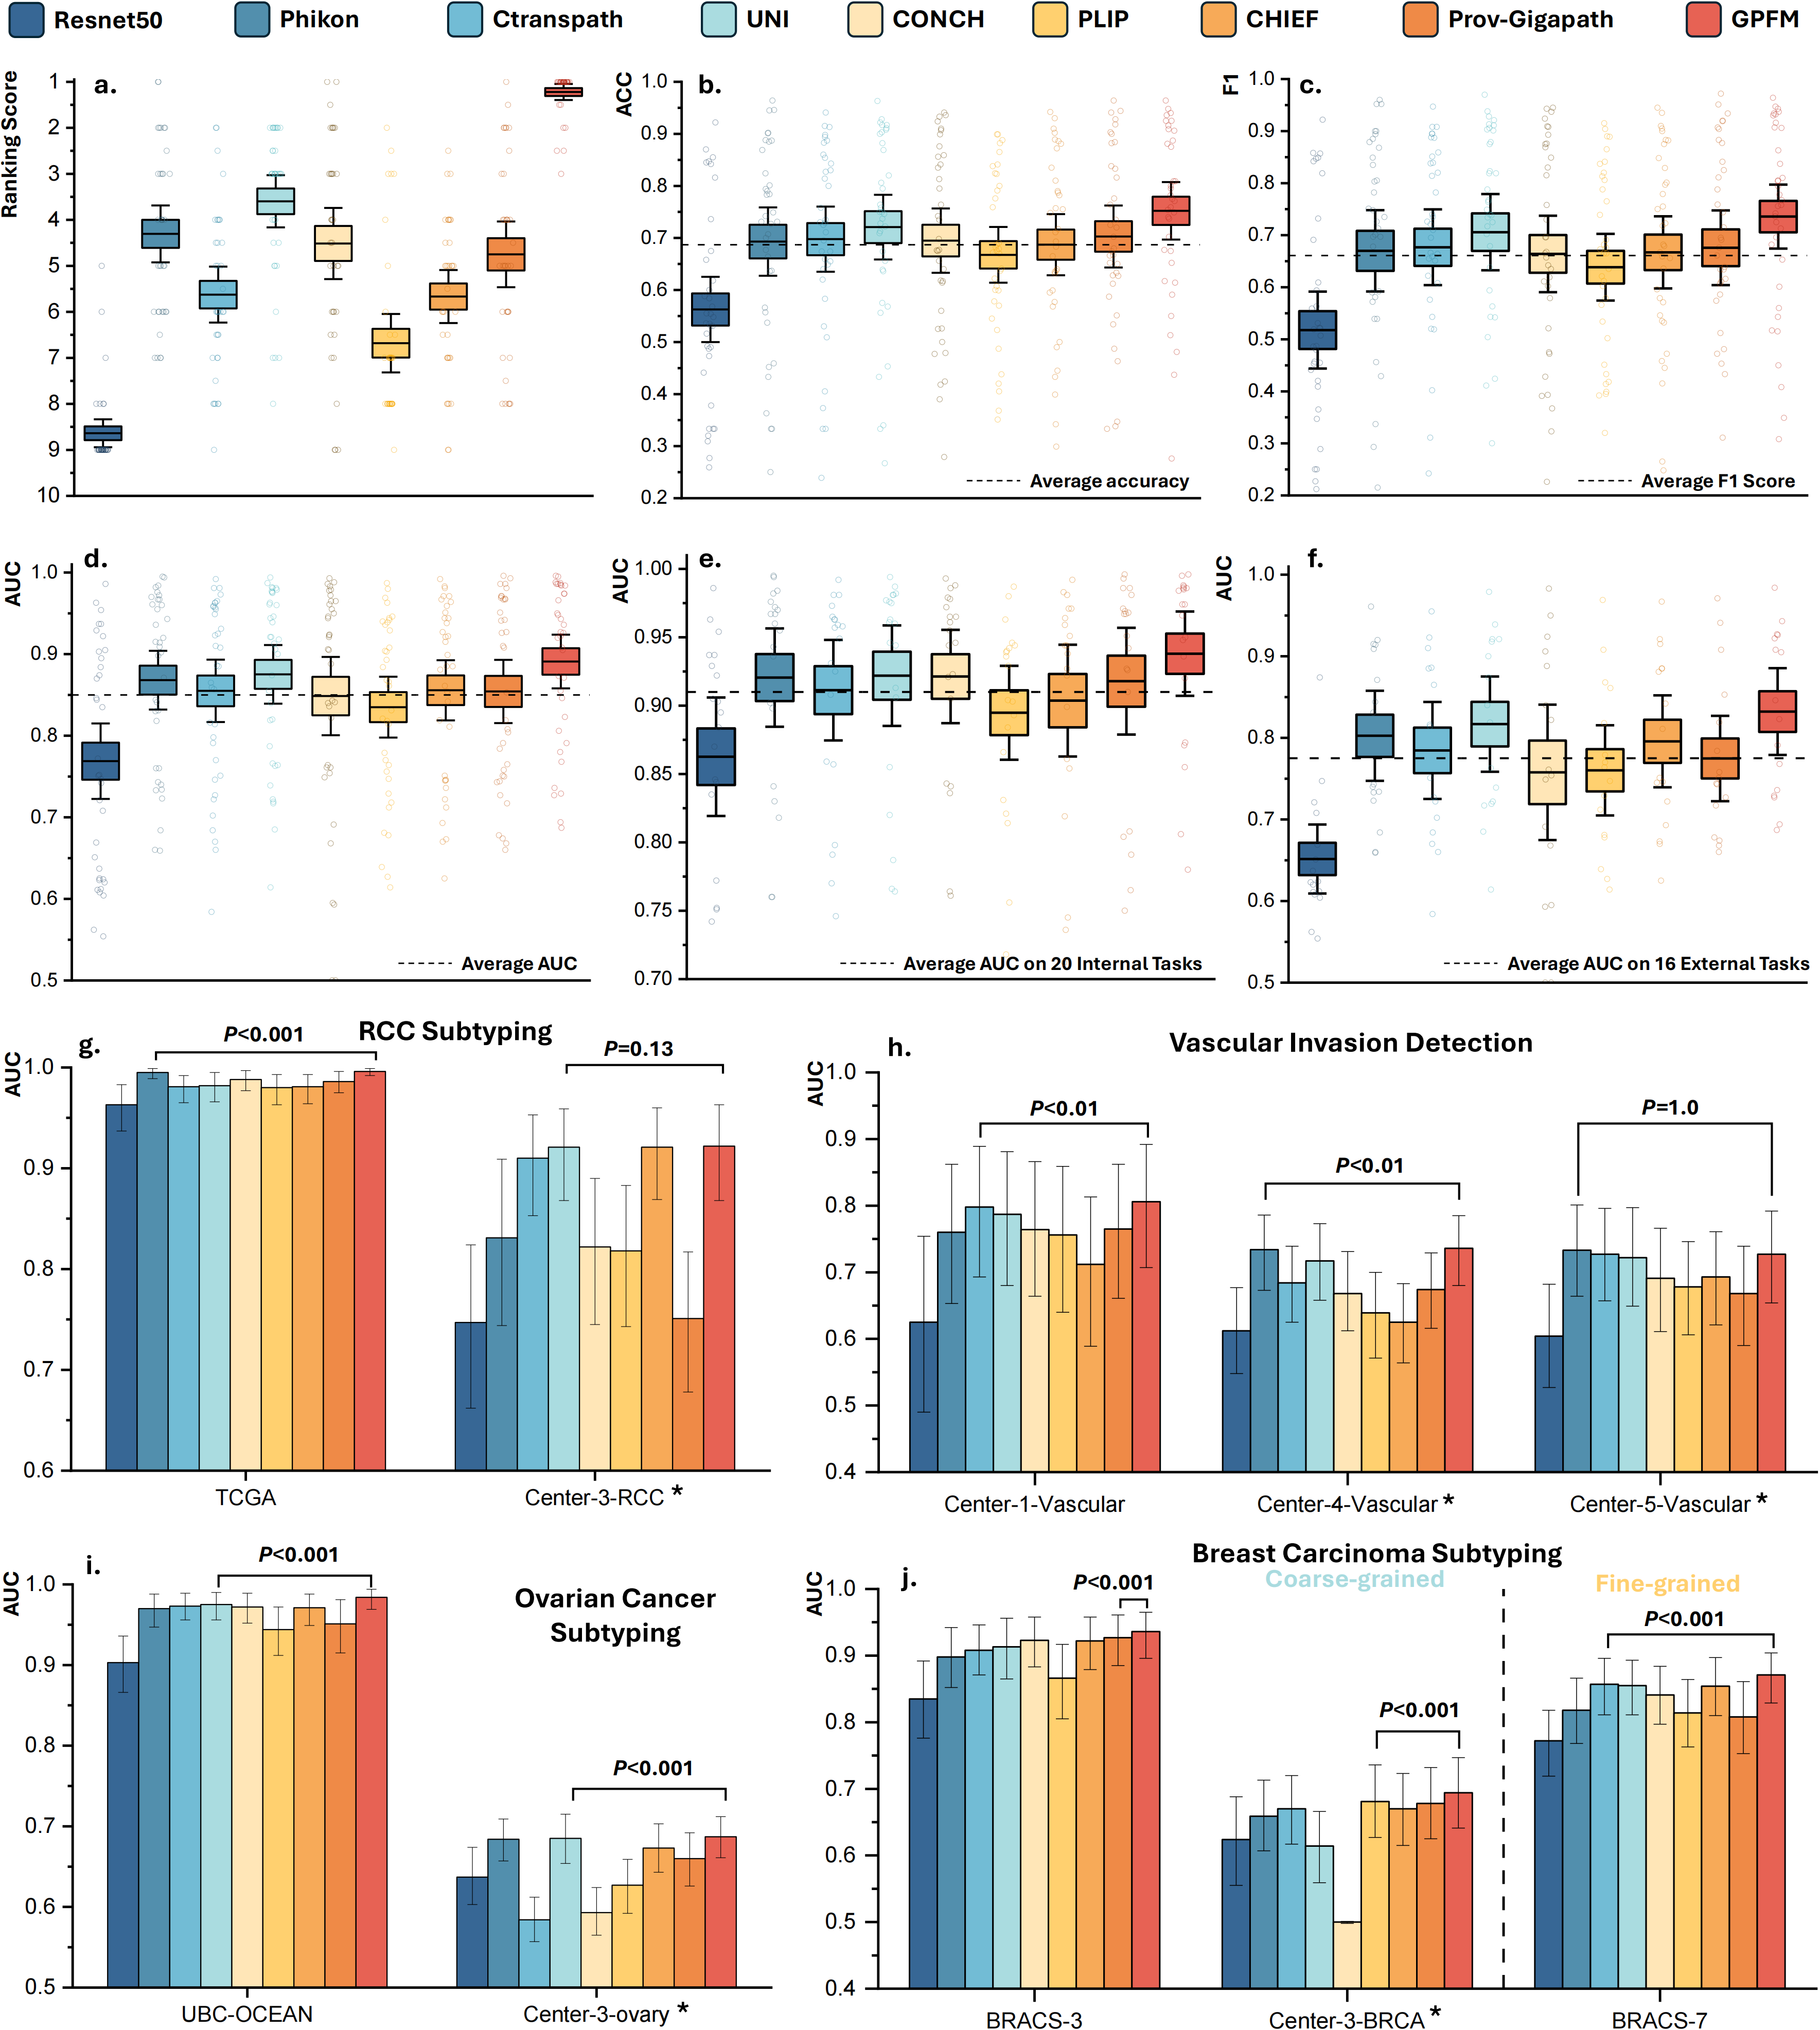 Resnet50 Phikon Ctranspath UNI CONCH PLIP CHIEF Prov-Gigapath GPFM
a.
Ranking Score
1
2
3
4
5
6
7
8
9
10
b.
ACC
1.0
0.9
0.8
0.7
0.6
0.5
0.4
0.3
0.2
Average accuracy
c.
F1
1.0
0.9
0.8
0.7
0.6
0.5
0.4
0.3
0.2
Average F1 Score
d.
AUC
1.0
0.9
0.8
0.7
0.6
0.5
Average AUC
e.
AUC
1.00
0.95
0.90
0.85
0.80
0.75
0.70
Average AUC on 20 Internal Tasks
f.
AUC
1.0
0.9
0.8
0.7
0.6
0.5
Average AUC on 16 External Tasks
g.
RCC Subtyping
AUC
1.0
0.9
0.8
0.7
0.6
P<0.001
P=0.13
TCGA
Center-3-RCC *
h.
Vascular Invasion Detection
AUC
1.0
0.9
0.8
0.7
0.6
0.5
0.4
P<0.01
P<0.01
P=1.0
Center-1-Vascular
Center-4-Vascular *
Center-5-Vascular *
i.
Ovarian Cancer
Subtyping
AUC
1.0
0.9
0.8
0.7
0.6
0.5
P<0.001
P<0.001
UBC-OCEAN
Center-3-ovary *
j.
Breast Carcinoma Subtyping
Coarse-grained
Fine-grained
AUC
1.0
0.9
0.8
0.7
0.6
0.5
0.4
P<0.001
P<0.001
P<0.001
BRACS-3
Center-3-BRCA *
BRACS-7